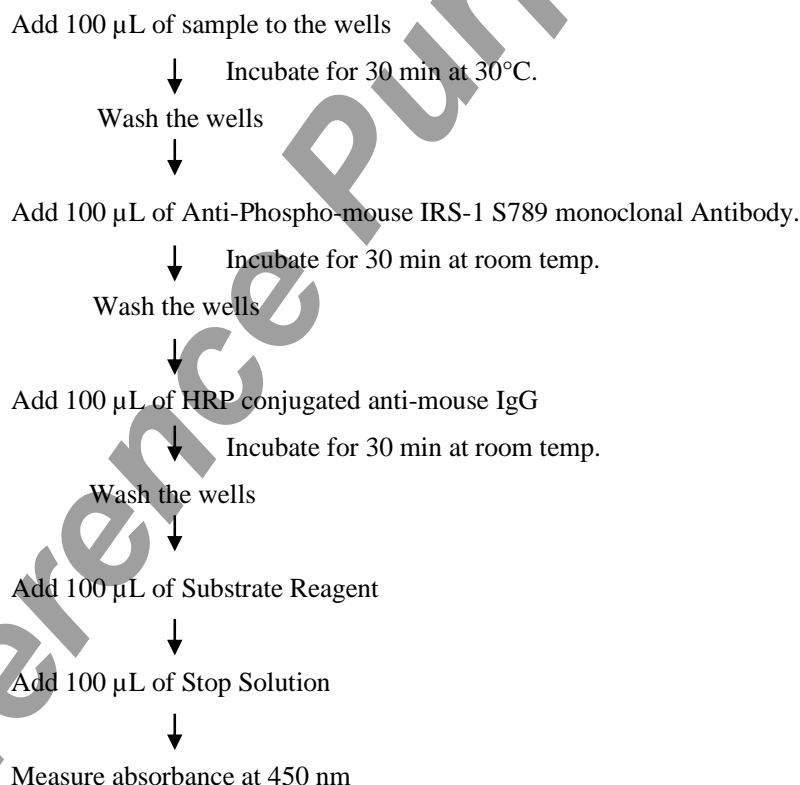 Add 100 µL of sample to the wells
Incubate for 30 min at 30°C.
Wash the wells
Add 100 µL of Anti-Phospho-mouse IRS-1 S789 monoclonal Antibody.
Incubate for 30 min at room temp.
Wash the wells
Add 100 µL of HRP conjugated anti-mouse IgG
Incubate for 30 min at room temp.
Wash the wells
Add 100 µL of Substrate Reagent
Add 100 µL of Stop Solution
Measure absorbance at 450 nm